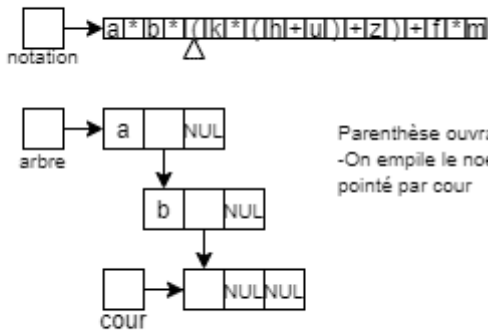 a*b*(k*(h+u)+z)+f*m
notation
a NUL
arbre
Parenthèse ouvra
-On empile le noe
pointé par cour
b NUL
NUL NUL
cour